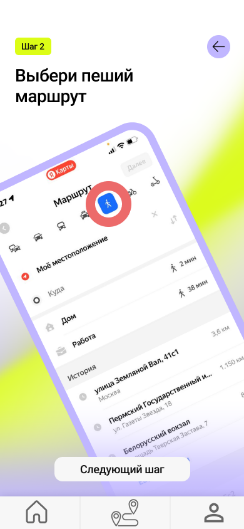 Шаг 2
Выбери пеший
маршрут
:27
Карты
Маршрут
Далее
Моё местоположение
Куда
Дом
2 мин
Работа
38 мин
История
улица Земляной Вал, 41с1
Москва
3,6 км
Пермский Государственный и...
ул. Газеты Звезда, 18
1 150 км
Белорусский вокзал
площадь Тверская Застава, 7
Следующий шаг